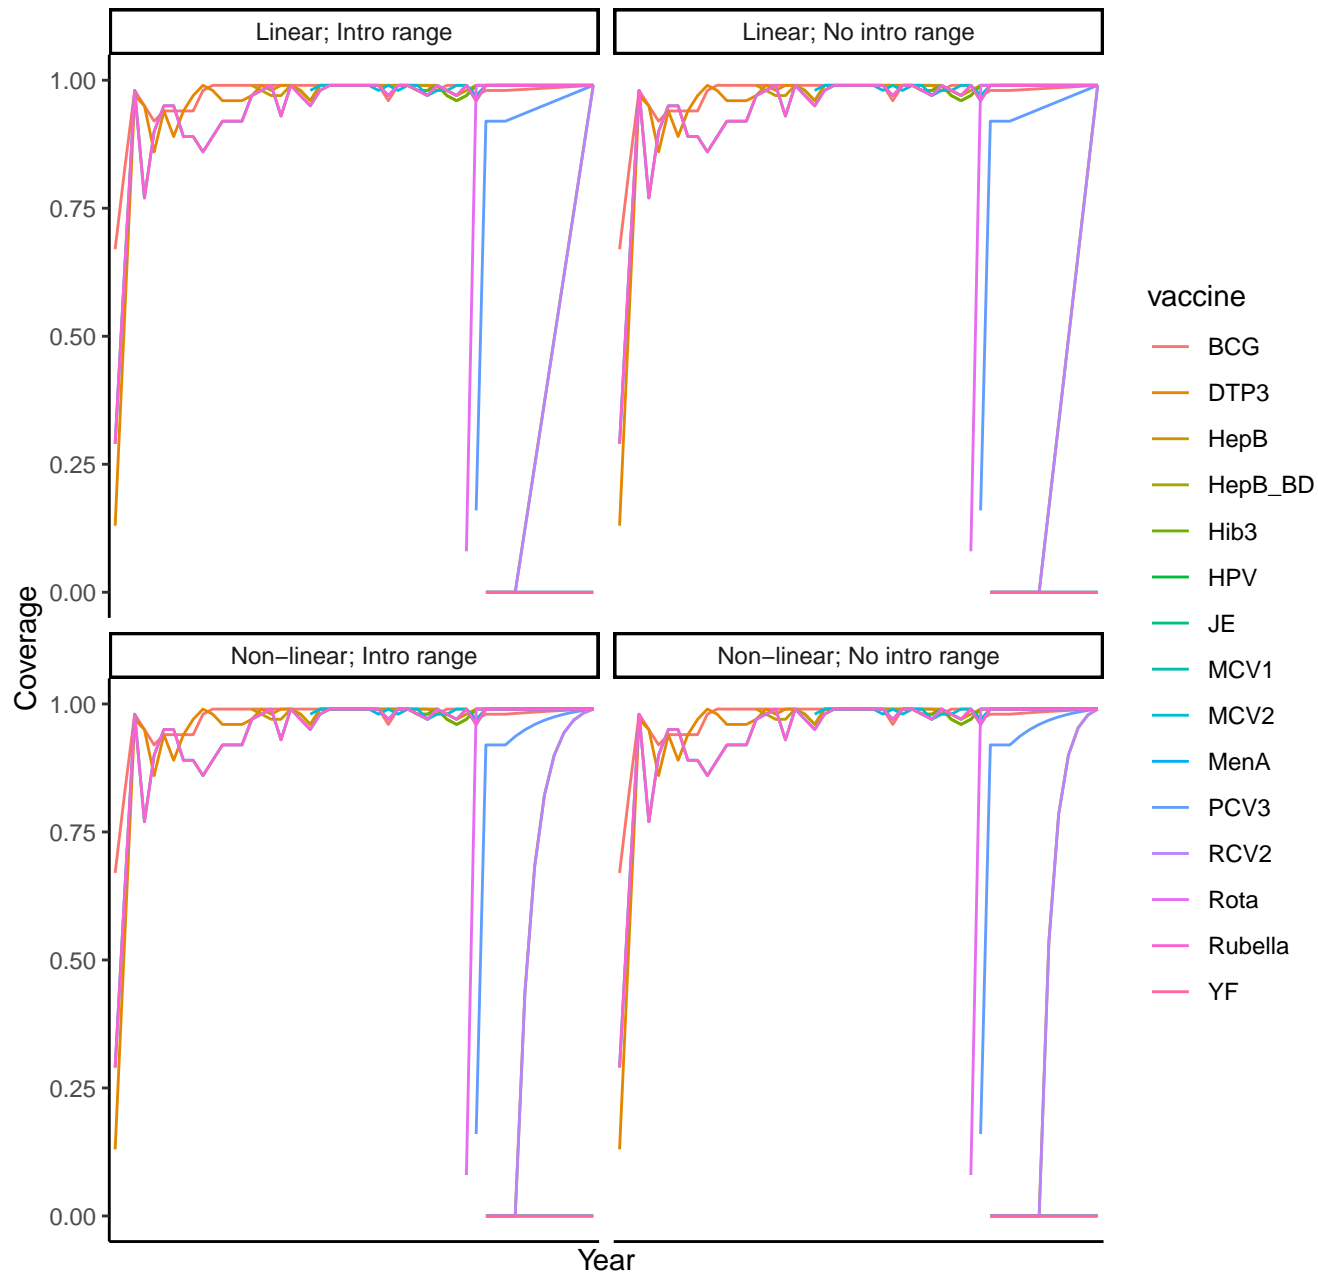 Linear; Intro range
Linear; No intro range
1.00
0.75
0.50
0.25
0.00
Coverage
Non−linear; Intro range
Non−linear; No intro range
1.00
0.75
0.50
0.25
0.00
Year
vaccine
BCG
DTP3
HepB
HepB_BD
Hib3
HPV
JE
MCV1
MCV2
MenA
PCV3
RCV2
Rota
Rubella
YF